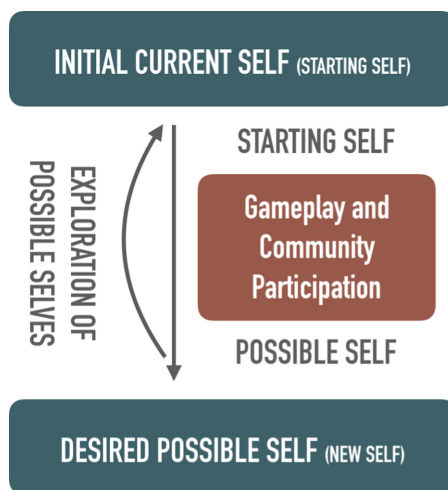 INITIAL CURRENT SELF (STARTING SELF)
STARTING SELF
EXPLORATION OF
POSSIBLE SELVES
Gameplay and
Community
Participation
POSSIBLE SELF
DESIRED POSSIBLE SELF (NEW SELF)